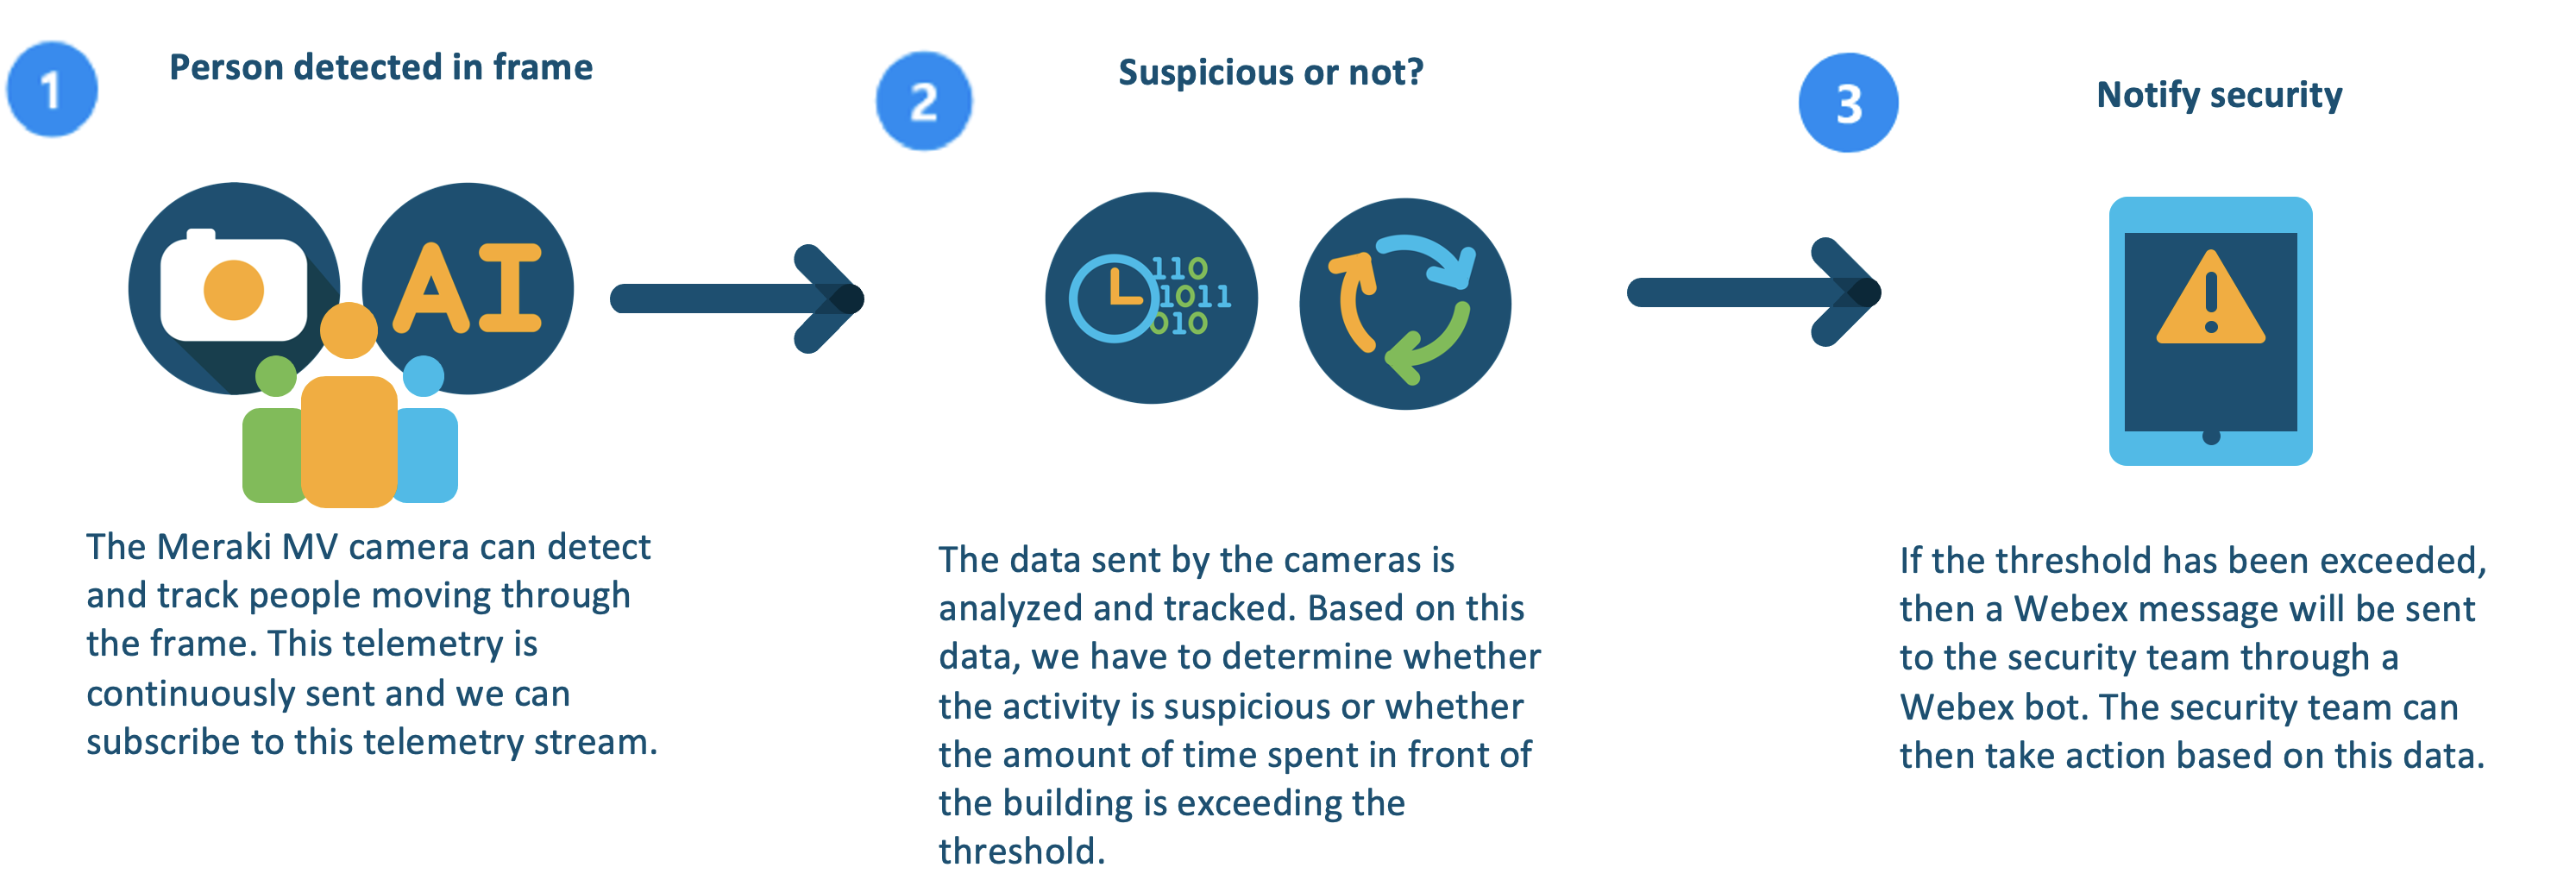 1
Person detected in frame
AI
The Meraki MV camera can detect
and track people moving through
the frame. This telemetry is
continuously sent and we can
subscribe to this telemetry stream.
2
Suspicious or not?
110
1011
010
The data sent by the cameras is
analyzed and tracked. Based on this
data, we have to determine whether
the activity is suspicious or whether
the amount of time spent in front of
the building is exceeding the
threshold.
3
Notify security
!
If the threshold has been exceeded,
then a Webex message will be sent
to the security team through a
Webex bot. The security team can
then take action based on this data.